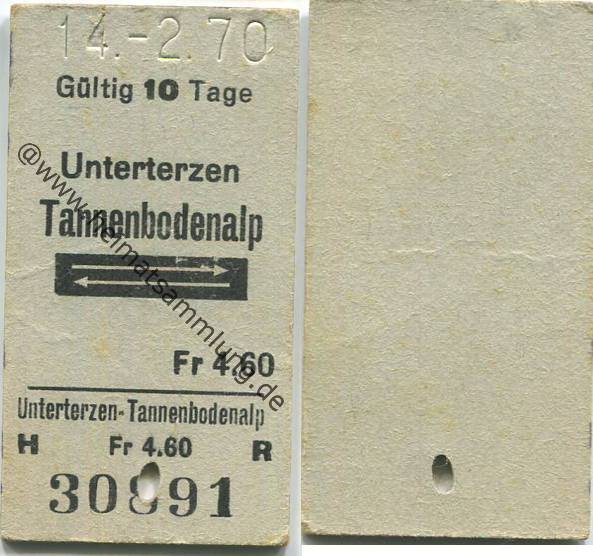 14.-2.70
Gültig 10 Tage
Unterterzen
Tannenbodenalp
Fr 4.60
Unterterzen-Tannenbodenalp
H Fr 4.60 R
30891
@www.heimatsammlung.de